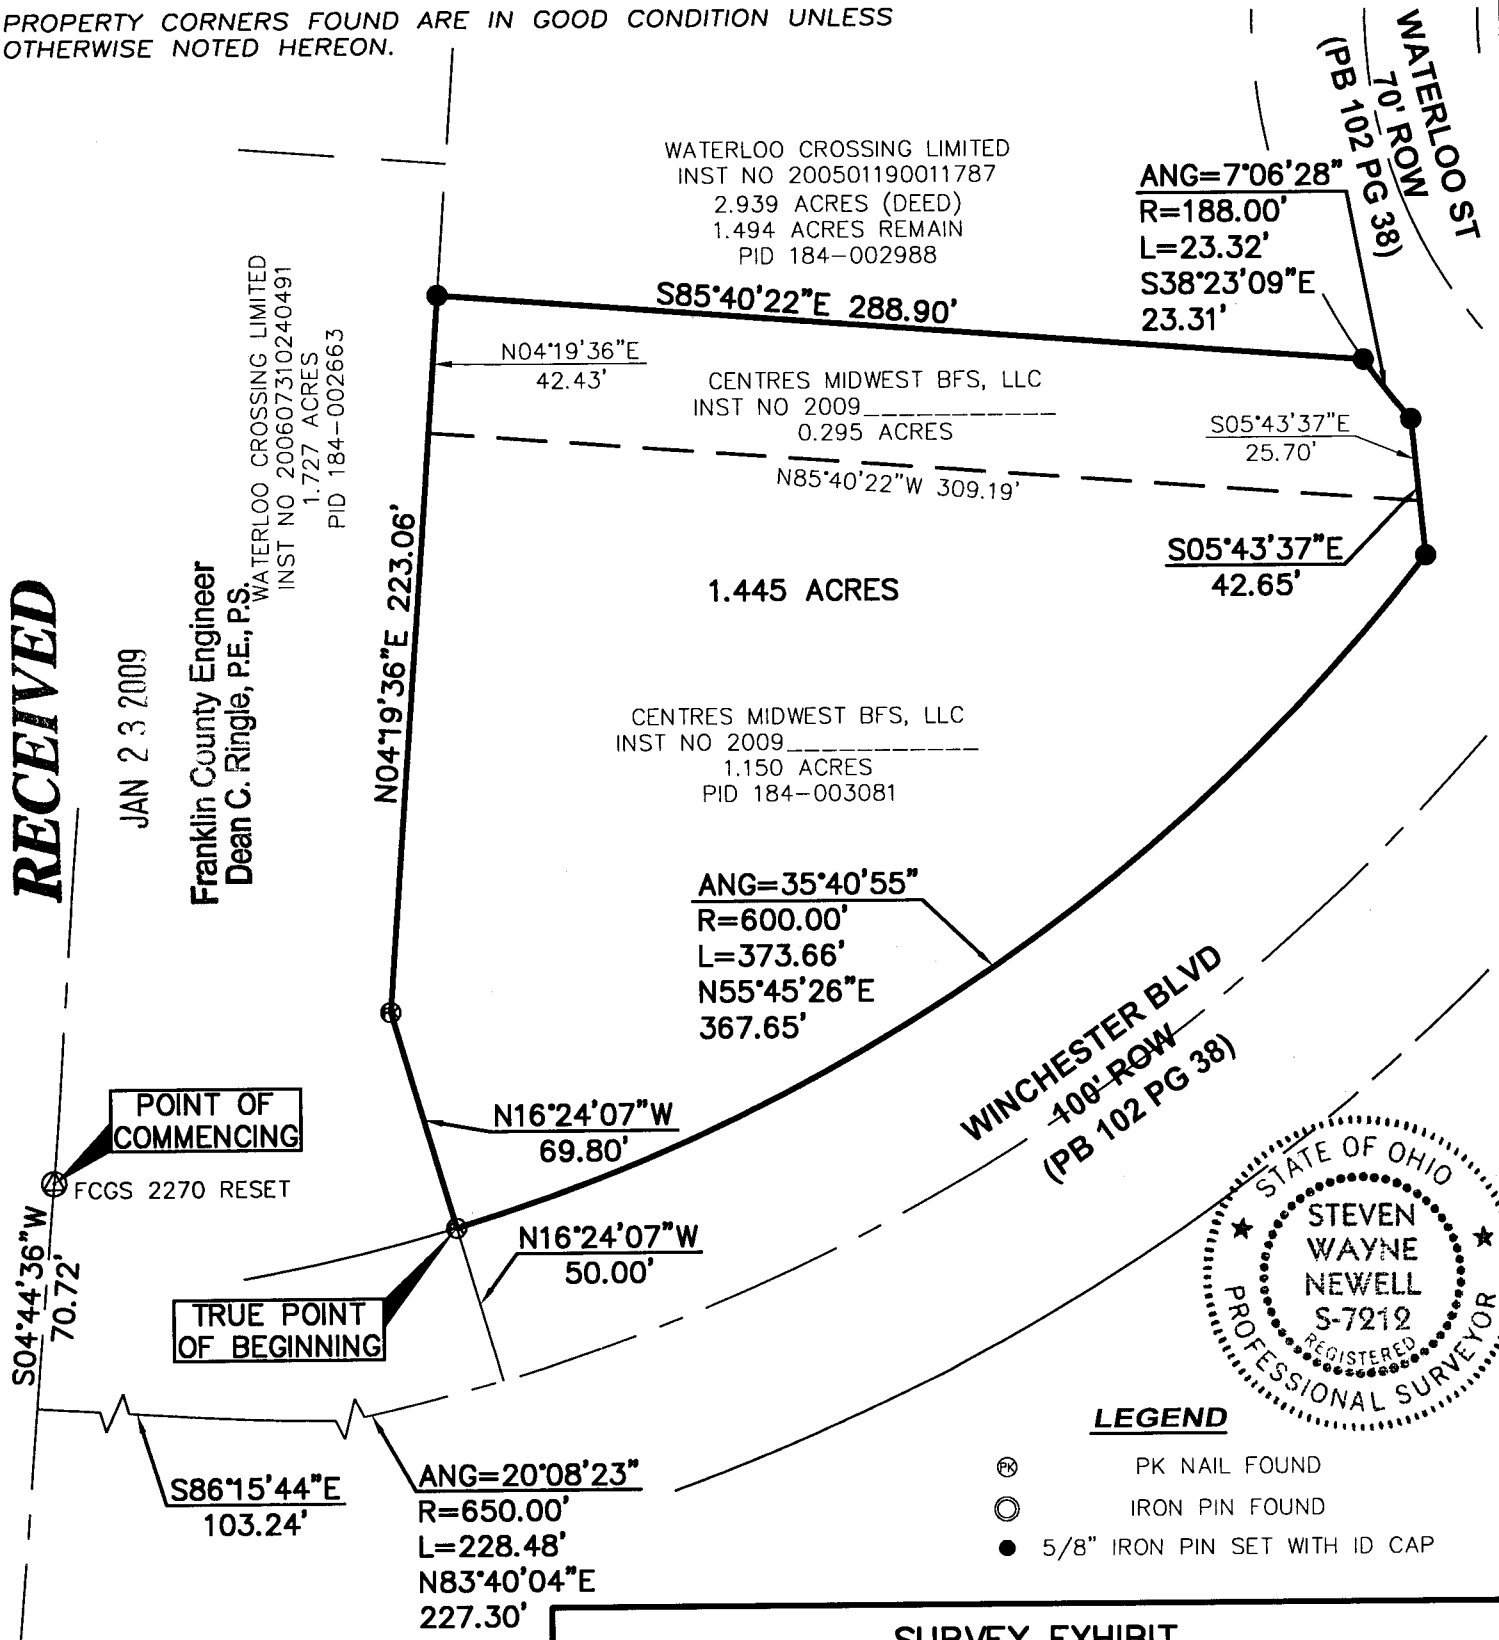 PROPERTY CORNERS FOUND ARE IN GOOD CONDITION UNLESS
OTHERWISE NOTED HEREON.
WATERLOO ST
70' ROW
(PB 102 PG 38)
WATERLOO CROSSING LIMITED
INST NO 200501190011787
2.939 ACRES (DEED)
1.494 ACRES REMAIN
PID 184-002988
ANG=7°06'28"
R=188.00'
L=23.32'
S38°23'09"E
23.31'
S85°40'22"E 288.90'
WATERLOO CROSSING LIMITED
INST NO 200607310240491
1.727 ACRES
PID 184-002663
N04°19'36"E
42.43'
CENTRES MIDWEST BFS, LLC
INST NO 2009___________
0.295 ACRES
S05°43'37"E
25.70'
N85°40'22"W 309.19'
S05°43'37"E
42.65'
N04°19'36"E 223.06'
1.445 ACRES
RECEIVED
JAN 23 2009
Franklin County Engineer
Dean C. Ringle, P.E., P.S.
CENTRES MIDWEST BFS, LLC
INST NO 2009___________
1.150 ACRES
PID 184-003081
ANG=35°40'55"
R=600.00'
L=373.66'
N55°45'26"E
367.65'
WINCHESTER BLVD
100' ROW
(PB 102 PG 38)
POINT OF
COMMENCING
N16°24'07"W
69.80'
FCGS 2270 RESET
S04°44'36"W
70.72'
N16°24'07"W
50.00'
TRUE POINT
OF BEGINNING
STATE OF OHIO
STEVEN
WAYNE
NEWELL
S-7212
REGISTERED
PROFESSIONAL SURVEYOR
S86°15'44"E
103.24'
ANG=20°08'23"
R=650.00'
L=228.48'
N83°40'04"E
227.30'
LEGEND
PK PK NAIL FOUND
IRON PIN FOUND
5/8" IRON PIN SET WITH ID CAP
SURVEY EXHIBIT